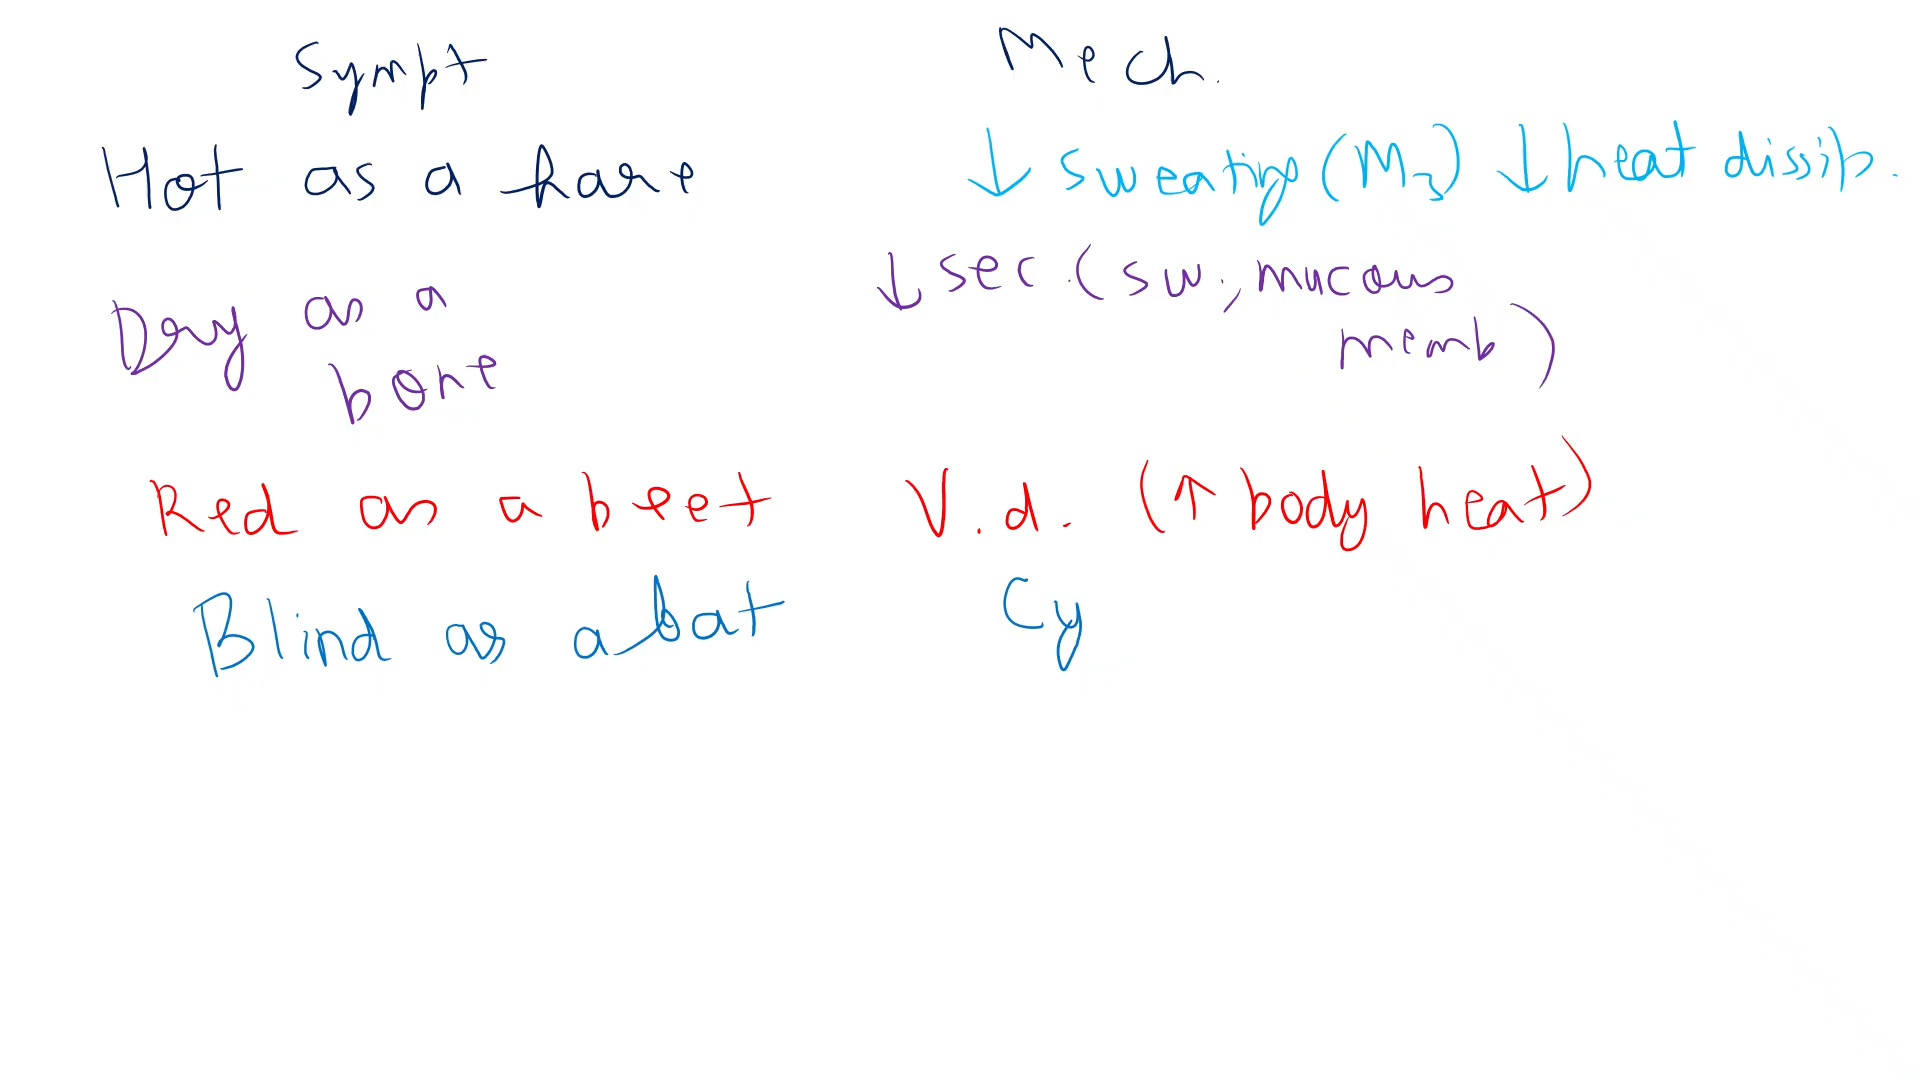 Sympt Mech.
Hot as a hare ↓ sweating (M3) ↓ heat dissip.
Dry as a bone ↓ sec. (sw., mucous memb)
Red as a beet V.d. (↑ body heat)
Blind as a bat Cy